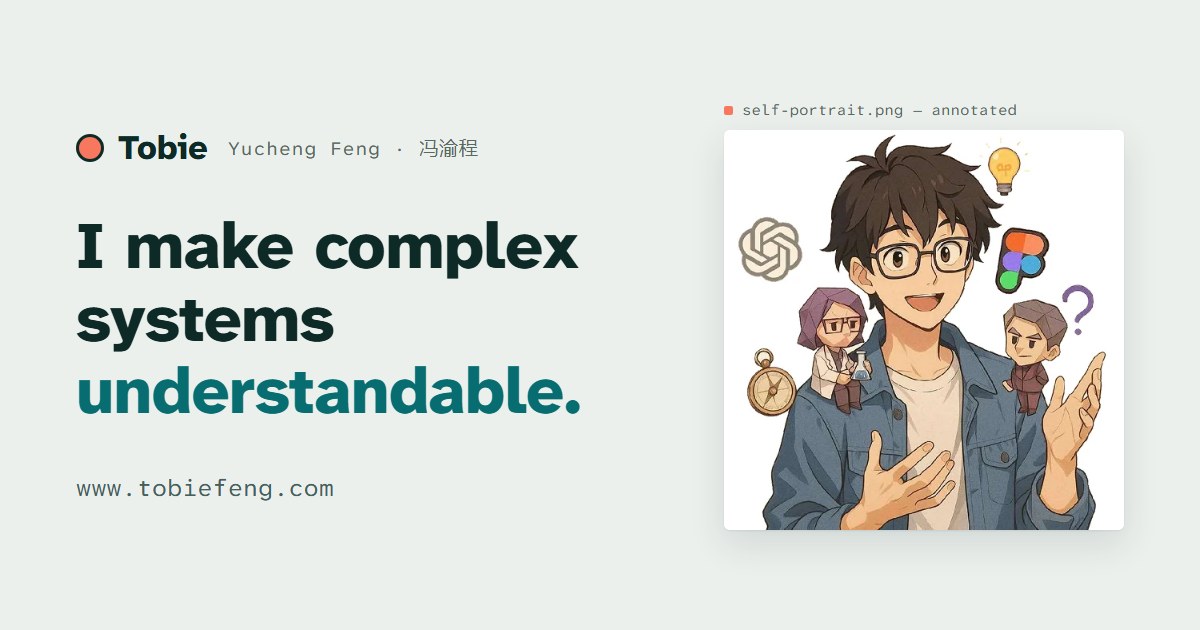 Tobie Yucheng Feng · 冯渝程
I make complex
systems
understandable.
www.tobiefeng.com
self-portrait.png — annotated
?